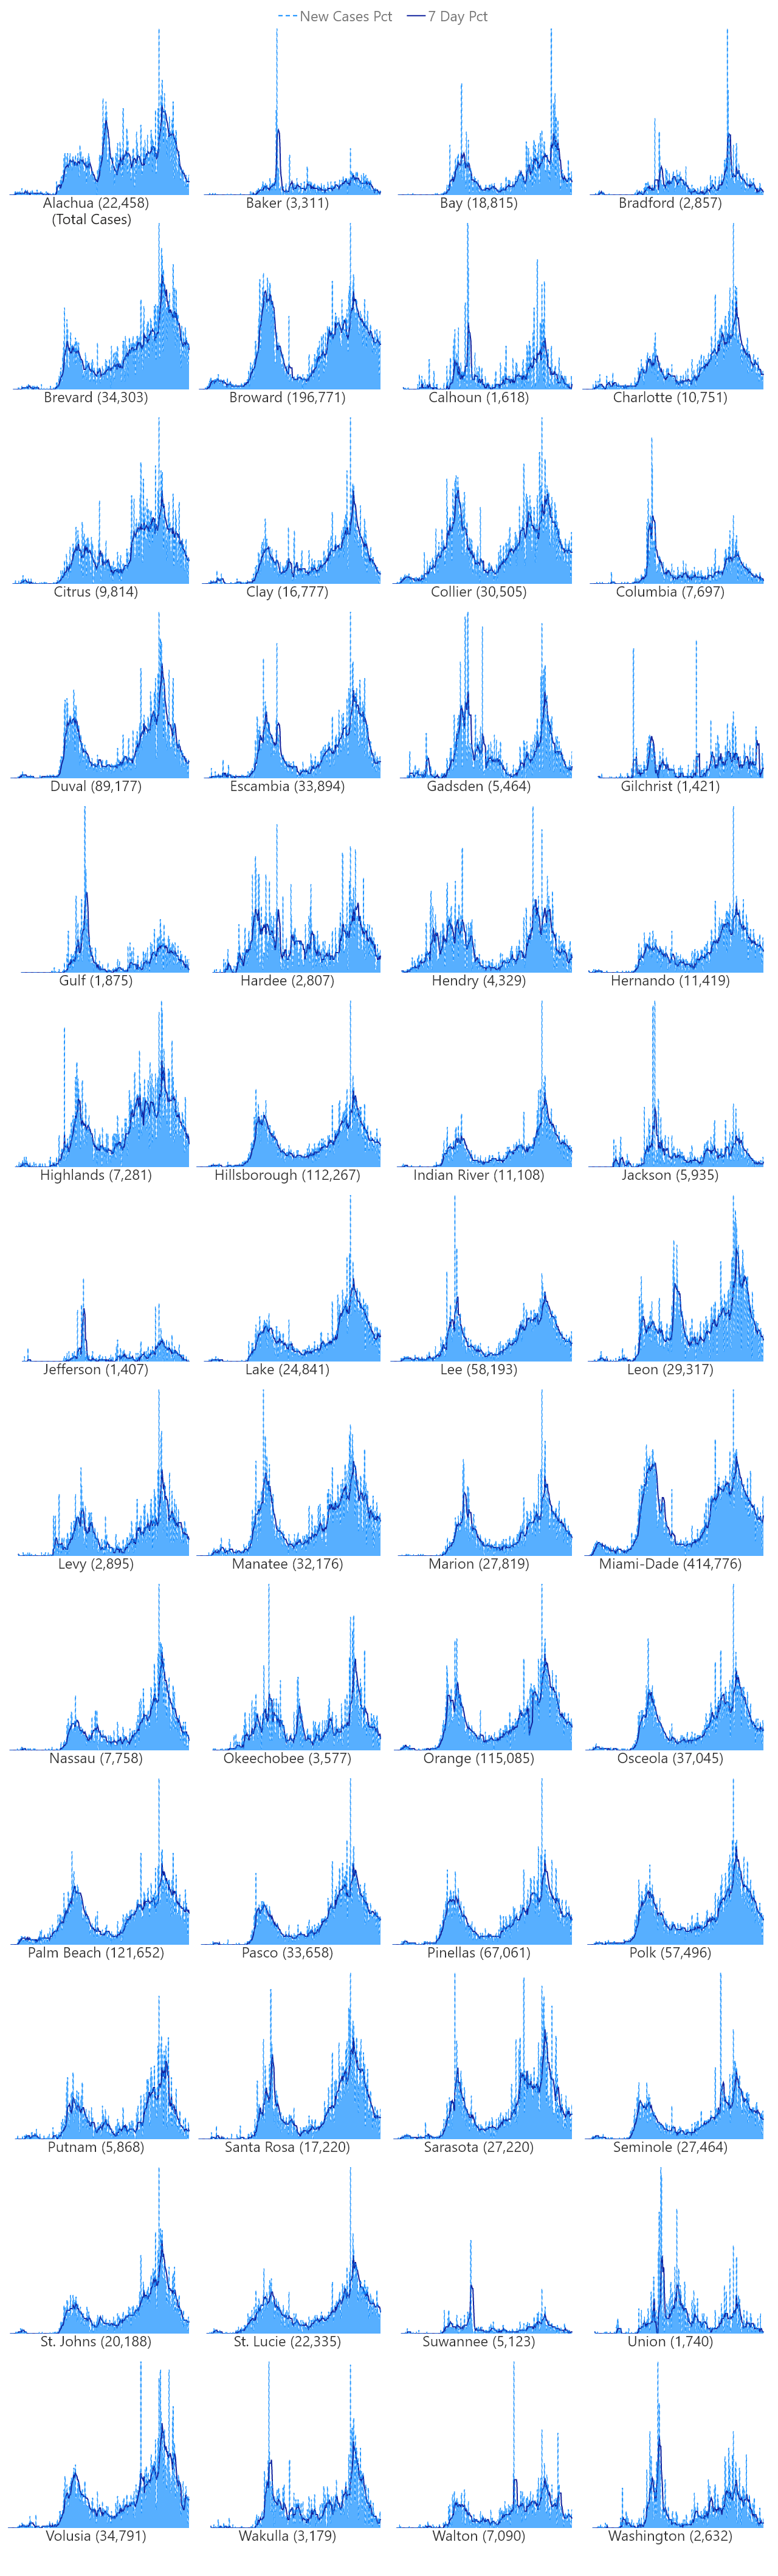 New Cases Pct 7 Day Pct
Alachua (22,458) Baker (3,311) Bay (18,815) Bradford (2,857)
(Total Cases)
Brevard (34,303) Broward (196,771) Calhoun (1,618) Charlotte (10,751)
Citrus (9,814) Clay (16,777) Collier (30,505) Columbia (7,697)
Duval (89,177) Escambia (33,894) Gadsden (5,464) Gilchrist (1,421)
Gulf (1,875) Hardee (2,807) Hendry (4,329) Hernando (11,419)
Highlands (7,281) Hillsborough (112,267) Indian River (11,108) Jackson (5,935)
Jefferson (1,407) Lake (24,841) Lee (58,193) Leon (29,317)
Levy (2,895) Manatee (32,176) Marion (27,819) Miami-Dade (414,776)
Nassau (7,758) Okeechobee (3,577) Orange (115,085) Osceola (37,045)
Palm Beach (121,652) Pasco (33,658) Pinellas (67,061) Polk (57,496)
Putnam (5,868) Santa Rosa (17,220) Sarasota (27,220) Seminole (27,464)
St. Johns (20,188) St. Lucie (22,335) Suwannee (5,123) Union (1,740)
Volusia (34,791) Wakulla (3,179) Walton (7,090) Washington (2,632)